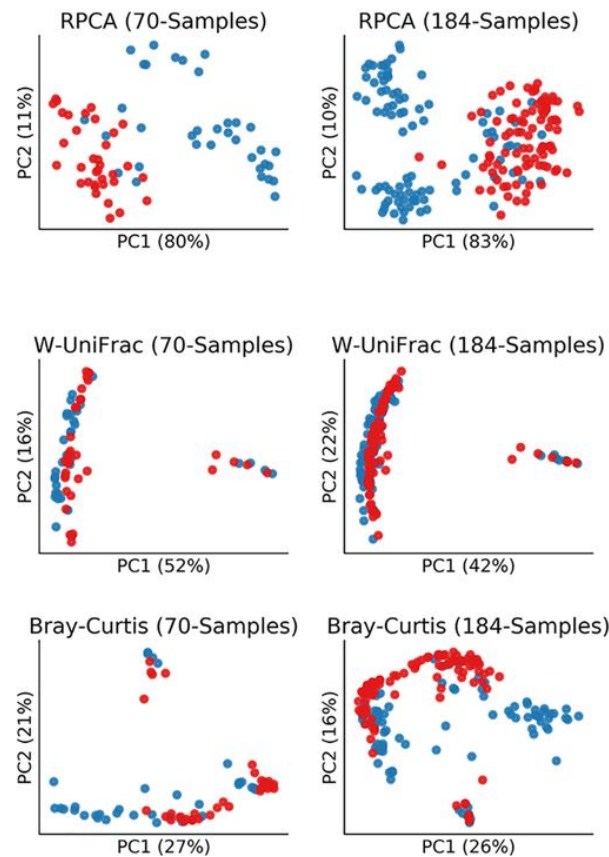 RPCA (70-Samples)
PC2 (11%)
PC1 (80%)
RPCA (184-Samples)
PC2 (10%)
PC1 (83%)
W-UniFrac (70-Samples)
PC2 (16%)
PC1 (52%)
W-UniFrac (184-Samples)
PC2 (22%)
PC1 (42%)
Bray-Curtis (70-Samples)
PC2 (21%)
PC1 (27%)
Bray-Curtis (184-Samples)
PC2 (16%)
PC1 (26%)